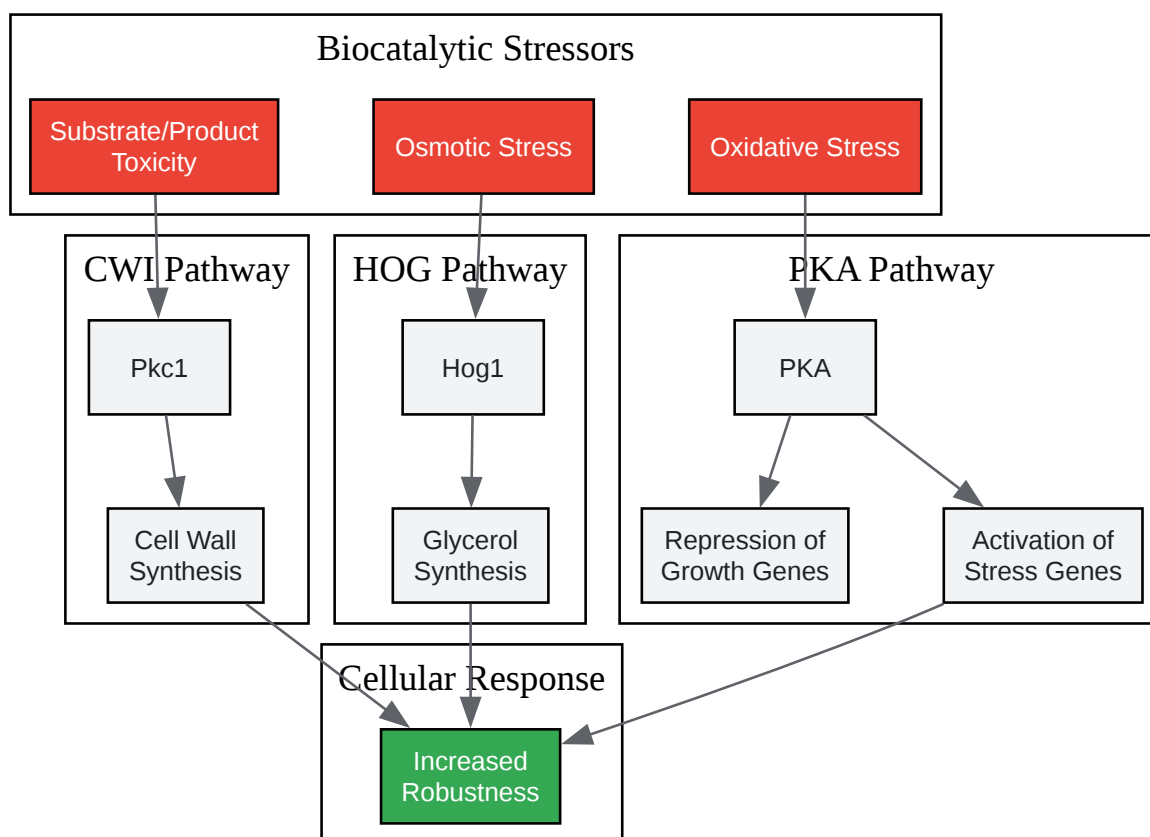 Biocatalytic Stressors
Substrate/Product
Toxicity
Osmotic Stress
Oxidative Stress
CWI Pathway
HOG Pathway
PKA Pathway
Pkc1
Hog1
PKA
Cell Wall
Synthesis
Glycerol
Synthesis
Repression of
Growth Genes
Activation of
Stress Genes
Cellular Response
Increased
Robustness